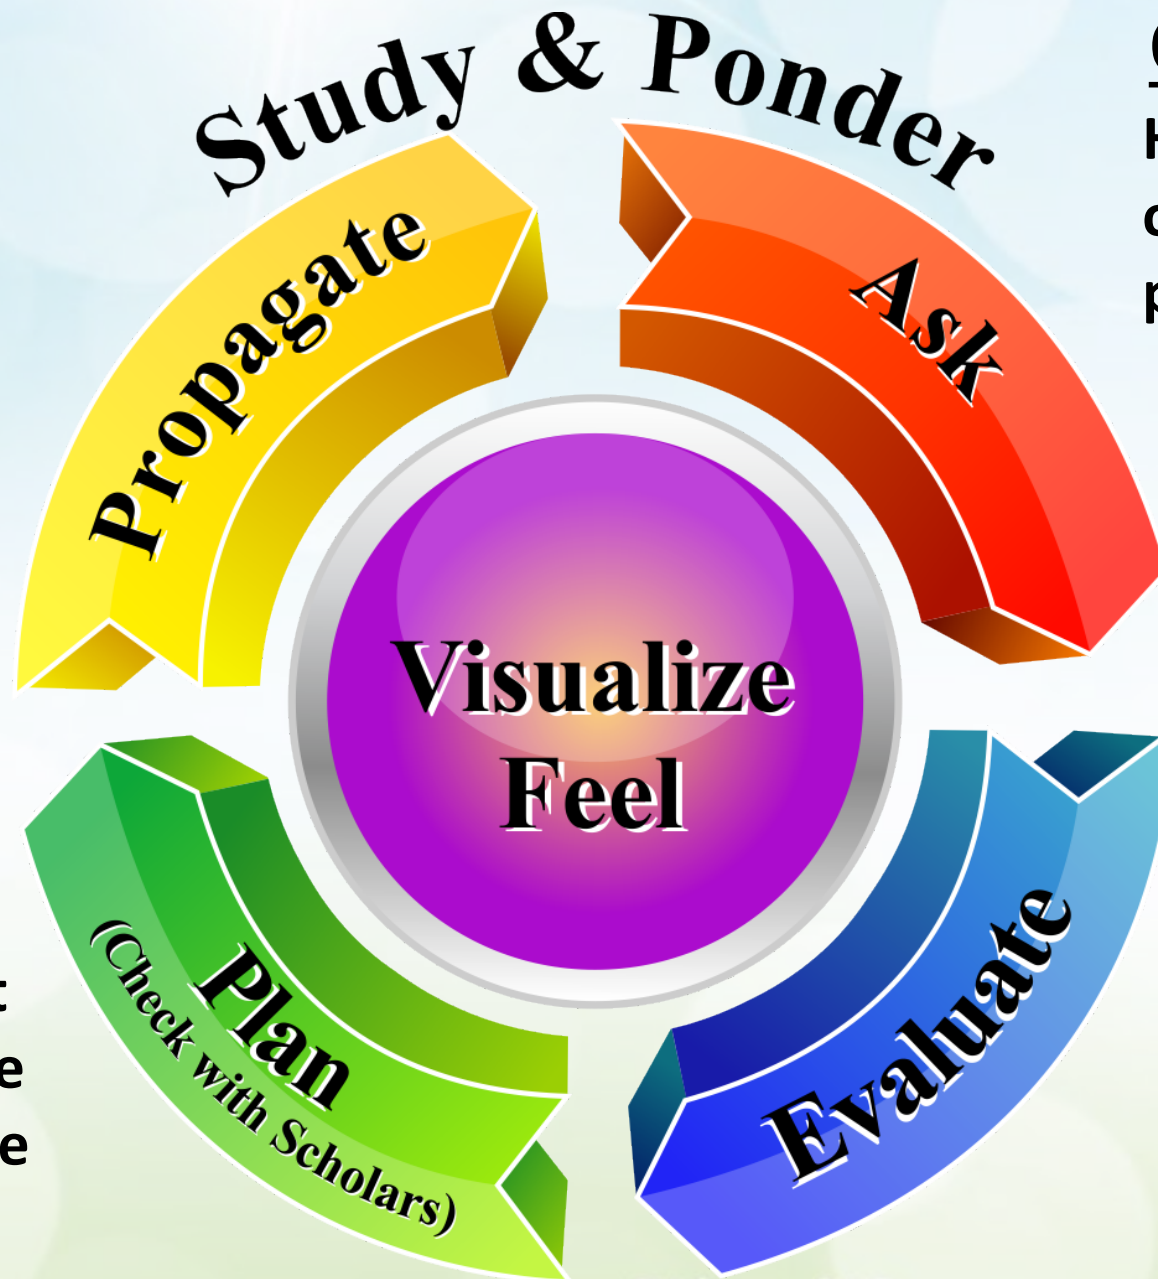 Study & Ponder
Propagate
Ask
Visualize
Feel
Plan
(Check with Scholars)
Evaluate